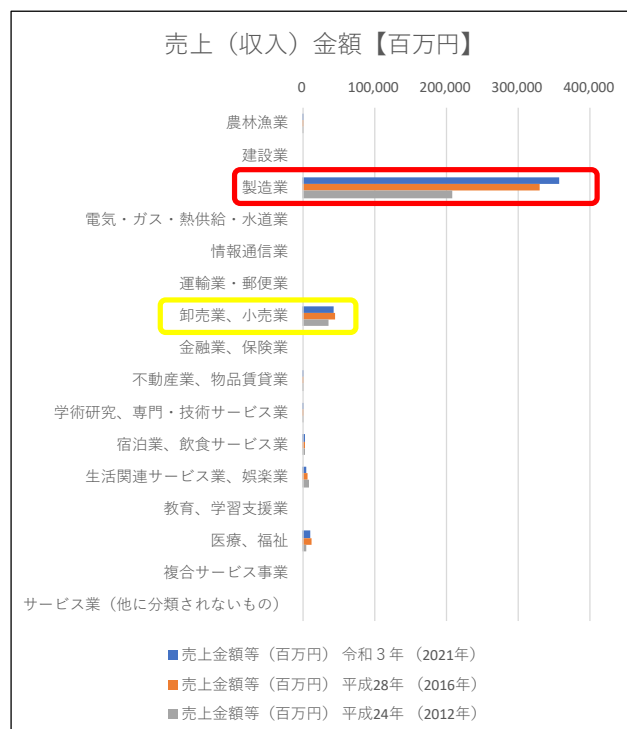 売上（収入）金額【百万円】
0 100,000 200,000 300,000 400,000
農林漁業
建設業
製造業
電気・ガス・熱供給・水道業
情報通信業
運輸業・郵便業
卸売業、小売業
金融業、保険業
不動産業、物品賃貸業
学術研究、専門・技術サービス業
宿泊業、飲食サービス業
生活関連サービス業、娯楽業
教育、学習支援業
医療、福祉
複合サービス事業
サービス業（他に分類されないもの）
売上金額等（百万円） 令和３年 （2021年）
売上金額等（百万円） 平成28年 （2016年）
売上金額等（百万円） 平成24年 （2012年）